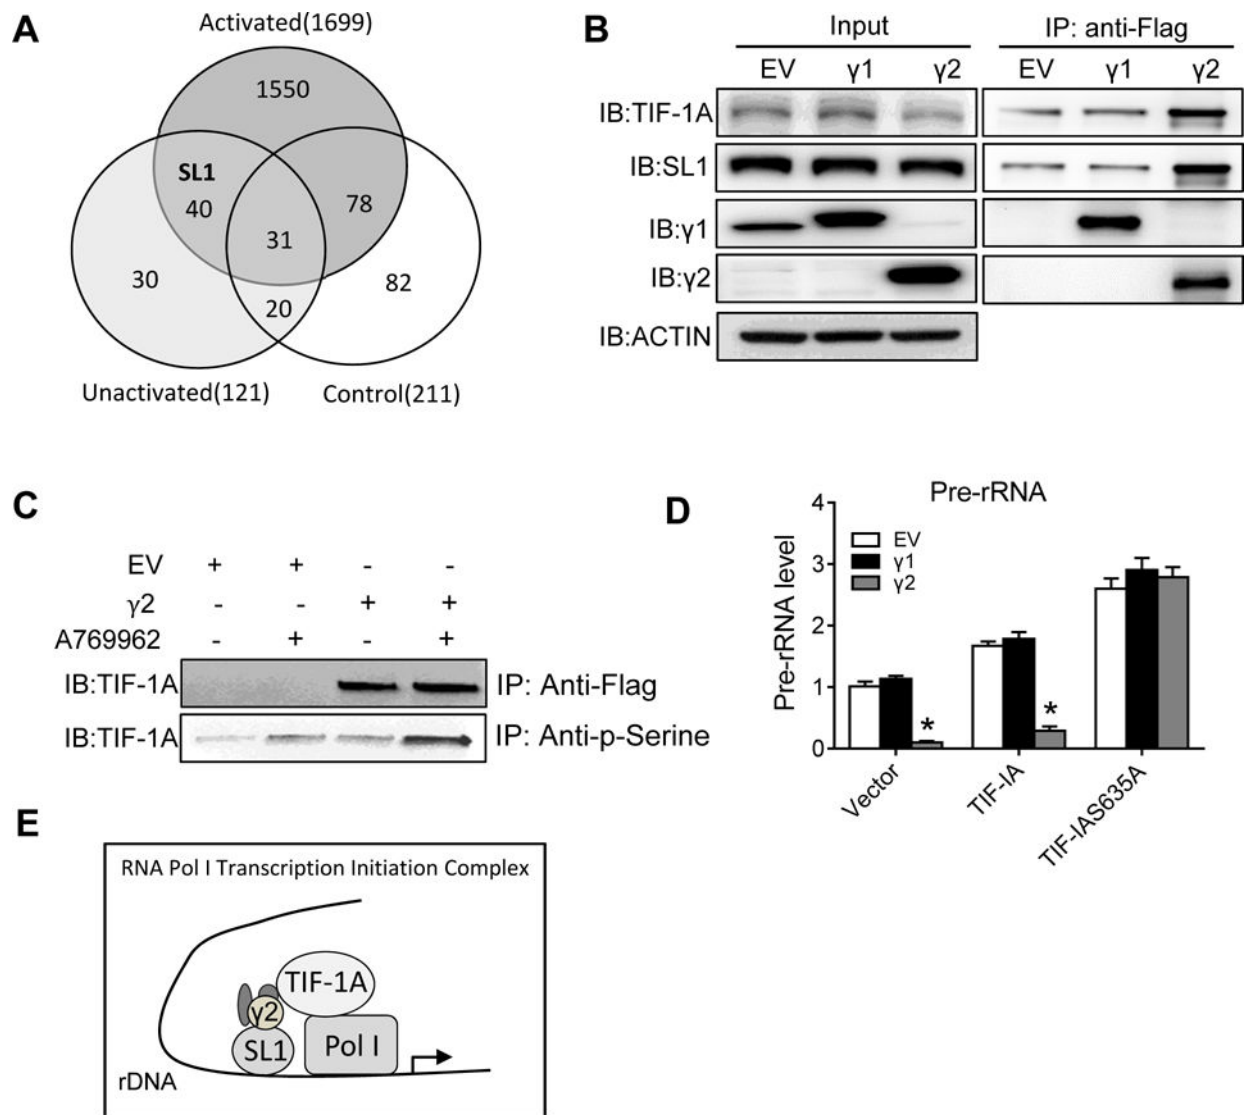 A
Activated(1699)
1550
SL1
40
78
31
30
82
20
Unactivated(121)
Control(211)
B
Input
IP: anti-Flag
EV γ1 γ2
EV γ1 γ2
IB:TIF-1A
IB:SL1
IB:γ1
IB:γ2
IB:ACTIN
C
EV + + - -
γ2 - - + +
A769962 - + - +
IB:TIF-1A
IP: Anti-Flag
IB:TIF-1A
IP: Anti-p-Serine
D
Pre-rRNA
Pre-rRNA level
4
3
2
1
0
EV
γ1
γ2
*
*
Vector
TIF-IA
TIF-IAS635A
E
RNA Pol I Transcription Initiation Complex
TIF-1A
γ2
SL1
Pol I
rDNA